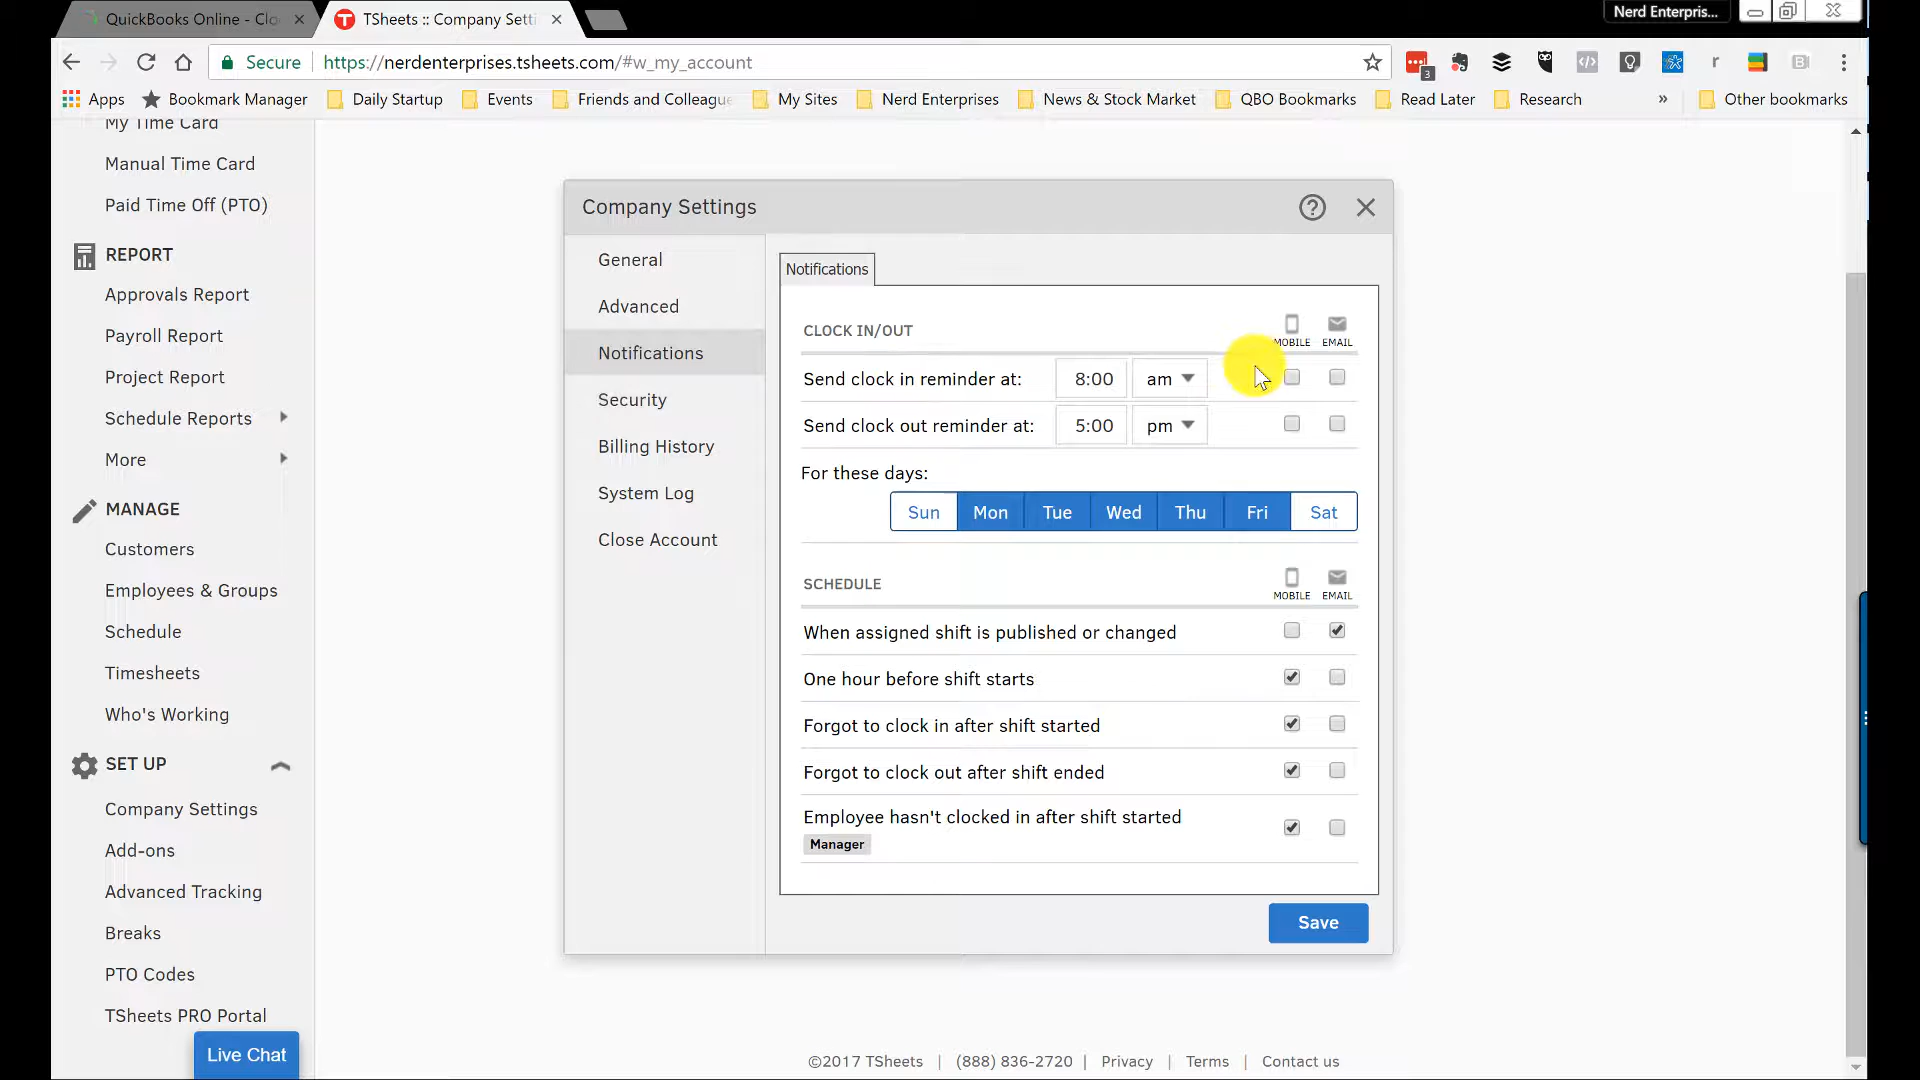 QuickBooks Online - Clo
TSheets :: Company Setti
Nerd Enterpris...
Secure
https://nerdenterprises.tsheets.com/#w_my_account
3
Apps
Bookmark Manager
Daily Startup
Events
Friends and Colleagu
My Sites
Nerd Enterprises
News & Stock Market
QBO Bookmarks
Read Later
Research
»
Other bookmarks
My Time Card
Manual Time Card
Paid Time Off (PTO)
REPORT
Approvals Report
Payroll Report
Project Report
Schedule Reports
More
MANAGE
Customers
Employees & Groups
Schedule
Timesheets
Who's Working
SET UP
Company Settings
Add-ons
Advanced Tracking
Breaks
PTO Codes
TSheets PRO Portal
Live Chat
Company Settings
General
Advanced
Notifications
Security
Billing History
System Log
Close Account
Notifications
CLOCK IN/OUT
MOBILE EMAIL
Send clock in reminder at: 8:00 am
Send clock out reminder at: 5:00 pm
For these days:
Sun Mon Tue Wed Thu Fri Sat
SCHEDULE
MOBILE EMAIL
When assigned shift is published or changed
One hour before shift starts
Forgot to clock in after shift started
Forgot to clock out after shift ended
Employee hasn't clocked in after shift started
Manager
Save
©2017 TSheets | (888) 836-2720 | Privacy | Terms | Contact us